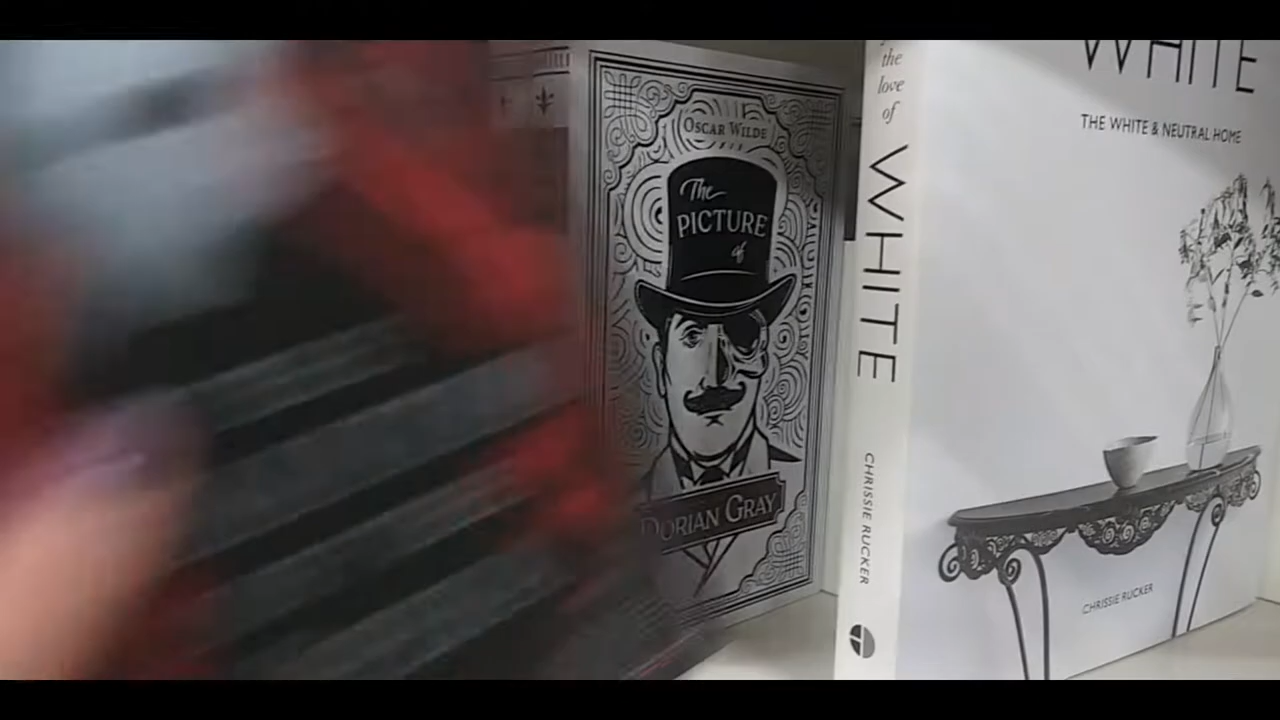 OSCAR WILDE
The
PICTURE
of
DORIAN GRAY
the
love
of
WHITE
CHRISSIE RUCKER
WHITE
THE WHITE & NEUTRAL HOME
CHRISSIE RUCKER